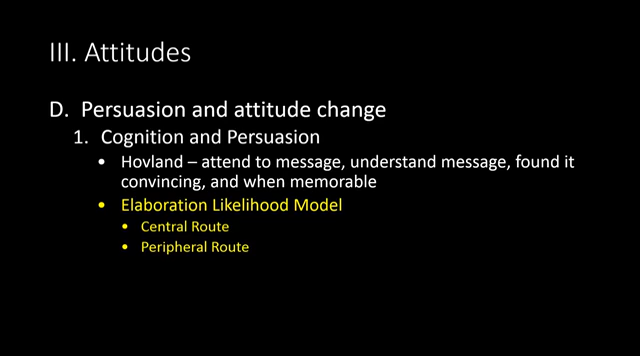 III. Attitudes
D. Persuasion and attitude change
1. Cognition and Persuasion
• Hovland – attend to message, understand message, found it
convincing, and when memorable
• Elaboration Likelihood Model
• Central Route
• Peripheral Route